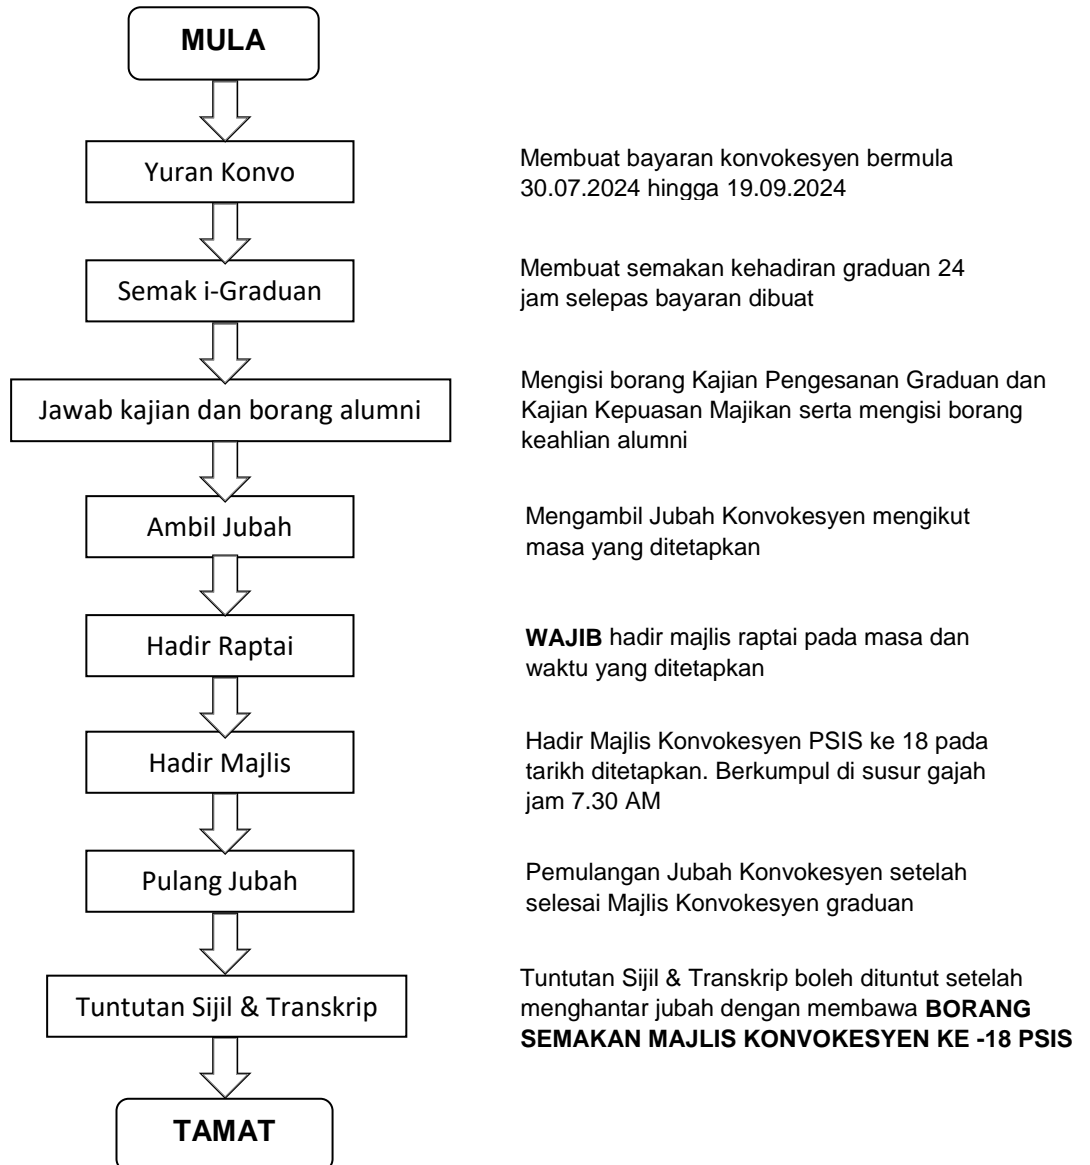 MULA
Yuran Konvo
Membuat bayaran konvokesyen bermula
30.07.2024 hingga 19.09.2024
Semak i-Graduan
Membuat semakan kehadiran graduan 24
jam selepas bayaran dibuat
Jawab kajian dan borang alumni
Mengisi borang Kajian Pengesanan Graduan dan
Kajian Kepuasan Majikan serta mengisi borang
keahlian alumni
Ambil Jubah
Mengambil Jubah Konvokesyen mengikut
masa yang ditetapkan
Hadir Raptai
WAJIB hadir majlis raptai pada masa dan
waktu yang ditetapkan
Hadir Majlis
Hadir Majlis Konvokesyen PSIS ke 18 pada
tarikh ditetapkan. Berkumpul di susur gajah
jam 7.30 AM
Pulang Jubah
Pemulangan Jubah Konvokesyen setelah
selesai Majlis Konvokesyen graduan
Tuntutan Sijil & Transkrip
Tuntutan Sijil & Transkrip boleh dituntut setelah
menghantar jubah dengan membawa BORANG
SEMAKAN MAJLIS KONVOKESYEN KE -18 PSIS
TAMAT